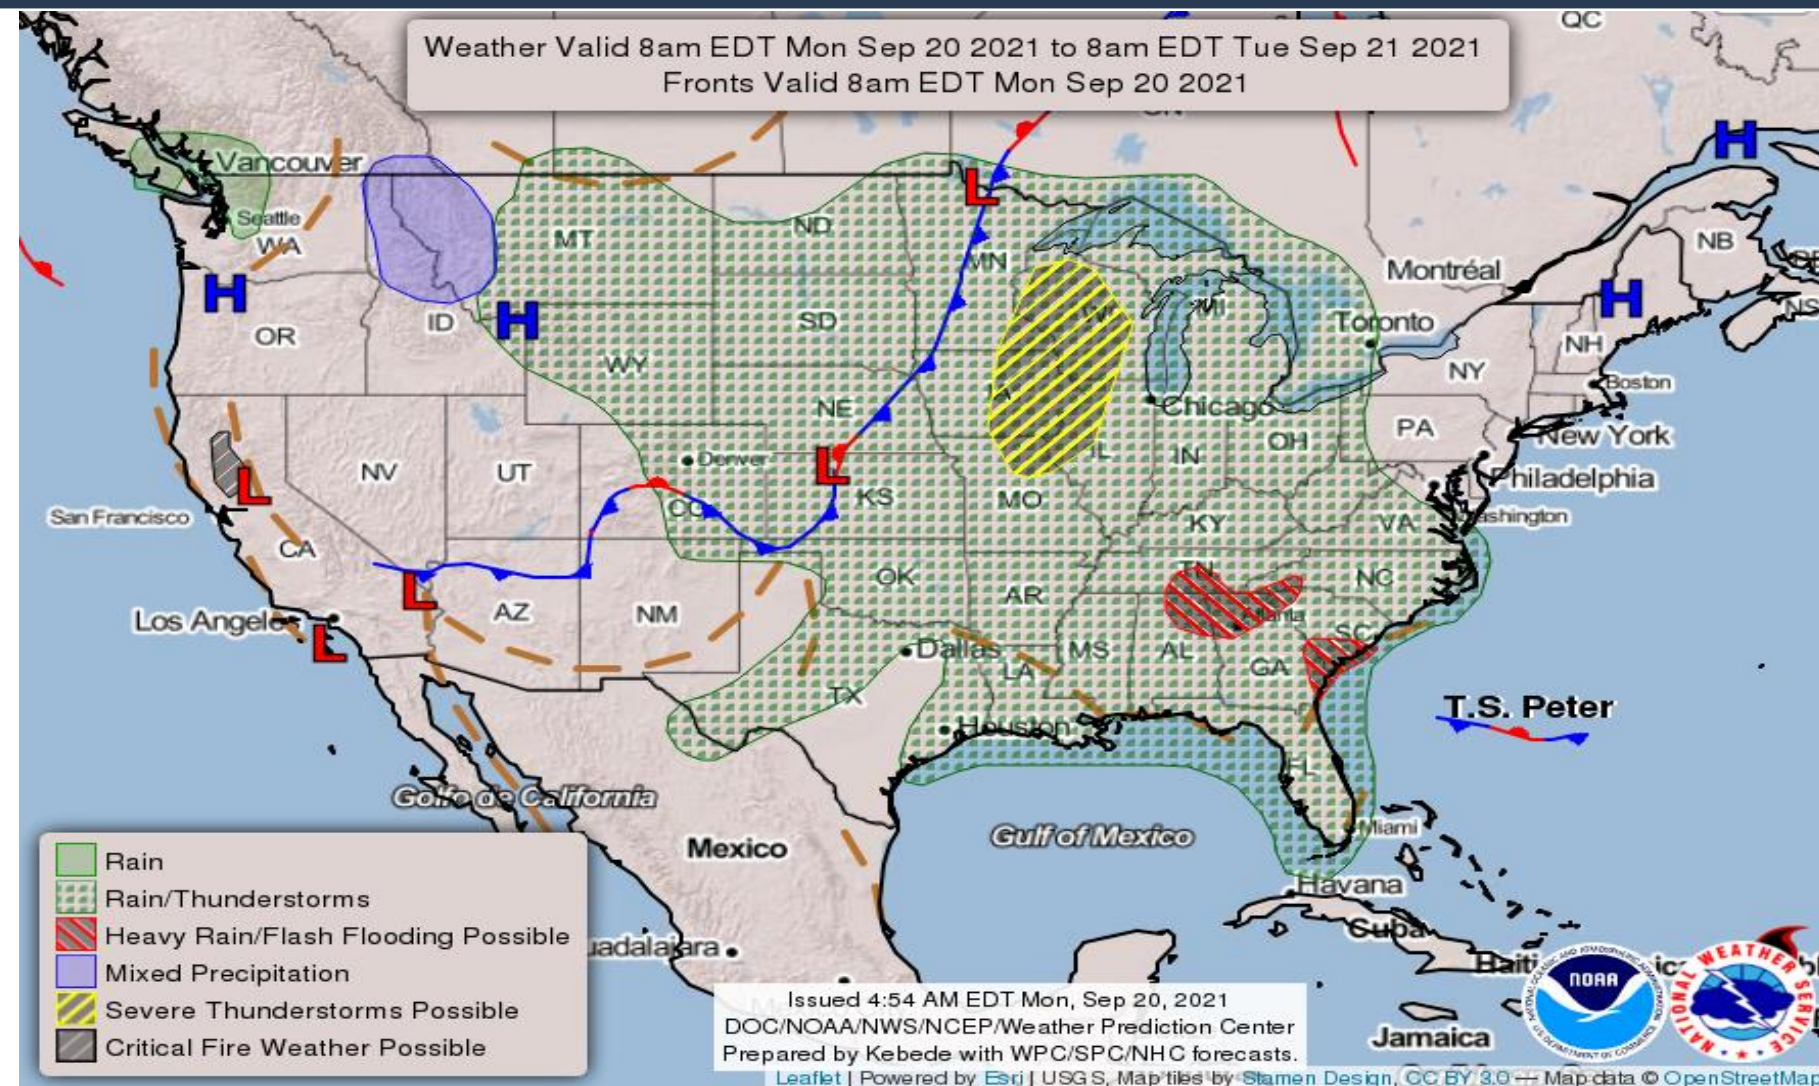 QC
Weather Valid 8am EDT Mon Sep 20 2021 to 8am EDT Tue Sep 21 2021
Fronts Valid 8am EDT Mon Sep 20 2021
H
Vancouver
L
Seattle
WA
MT
ND
MN
NB
Montréal
H
H
H
OR
ID
SD
MI
Toronto
NH
WY
NY
Boston
NE
Chicago
PA
New York
NV
UT
Denver
L
KS
IL
IN
OH
Philadelphia
L
San Francisco
CA
MO
KY
VA
OK
TN
NC
L
Los Angeles
AZ
NM
AR
Atlanta
L
Dallas
MS
AL
GA
SC
LA
TX
T.S. Peter
Houston
FL
Golfo de California
Mexico
Gulf of Mexico
Miami
Havana
Cuba
Rain
Rain/Thunderstorms
Heavy Rain/Flash Flooding Possible
Mixed Precipitation
Severe Thunderstorms Possible
Critical Fire Weather Possible
uadalajara
Haiti
Jamaica
NOAA
NATIONAL WEATHER SERVICE
Issued 4:54 AM EDT Mon, Sep 20, 2021
DOC/NOAA/NWS/NCEP/Weather Prediction Center
Prepared by Kebede with WPC/SPC/NHC forecasts.
Leaflet | Powered by Esri | USGS, Map tiles by Stamen Design, CC BY 3.0 — Map data © OpenStreetMap